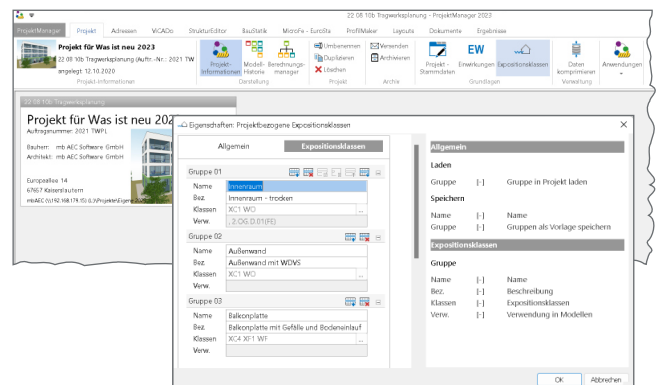 22 08 10b Tragwerksplanung - ProjektManager 2023
ProjektManager Projekt Adressen ViCADo StrukturEditor BauStatik MicroFe - EuroSta ProfilMaker Layouts Dokumente Ergebnisse
Projekt für Was ist neu 2023
22 08 10b Tragwerksplanung (Auftr.-Nr.: 2021 TW
angelegt: 12.10.2020
Projekt-Informationen
Projekt-Informationen
Modell-Historie
Berechnungs-manager
Darstellung
Umbenennen
Duplizieren
Löschen
Projekt
Versenden
Archivieren
Archiv
Projekt - Stammdaten
EW
Einwirkungen
Expositionsklassen
Grundlagen
Daten komprimieren
Verwaltung
Anwendungen
22 08 10b Tragwerksplanung
Projekt für Was ist neu 202
Auftragsnummer: 2021 TWPL
Bauherr: mb AEC Software GmbH
Architekt: mb AEC Software GmbH
Europaallee 14
67657 Kaiserslautern
Eigenschaften: Projektbezogene Expositionsklassen
Allgemein Expositionsklassen
Gruppe 01
Name Innenraum
Bez. Innenraum - trocken
Klassen XC1 WO ...
Verw. , 2.OG.D.01(FE)
Gruppe 02
Name Außenwand
Bez. Außenwand mit WDVS
Klassen XC1 WO ...
Verw.
Gruppe 03
Name Balkonplatte
Bez. Balkonplatte mit Gefälle und Bodeneinlauf
Klassen XC4 XF1 WF ...
Verw.
Allgemein
Laden
Gruppe [-] Gruppe in Projekt laden
Speichern
Name [-] Name
Gruppe [-] Gruppen als Vorlage speichern
Expositionsklassen
Gruppe
Name [-] Name
Bez. [-] Beschreibung
Klassen [-] Expositionsklassen
Verw. [-] Verwendung in Modellen
OK Abbrechen